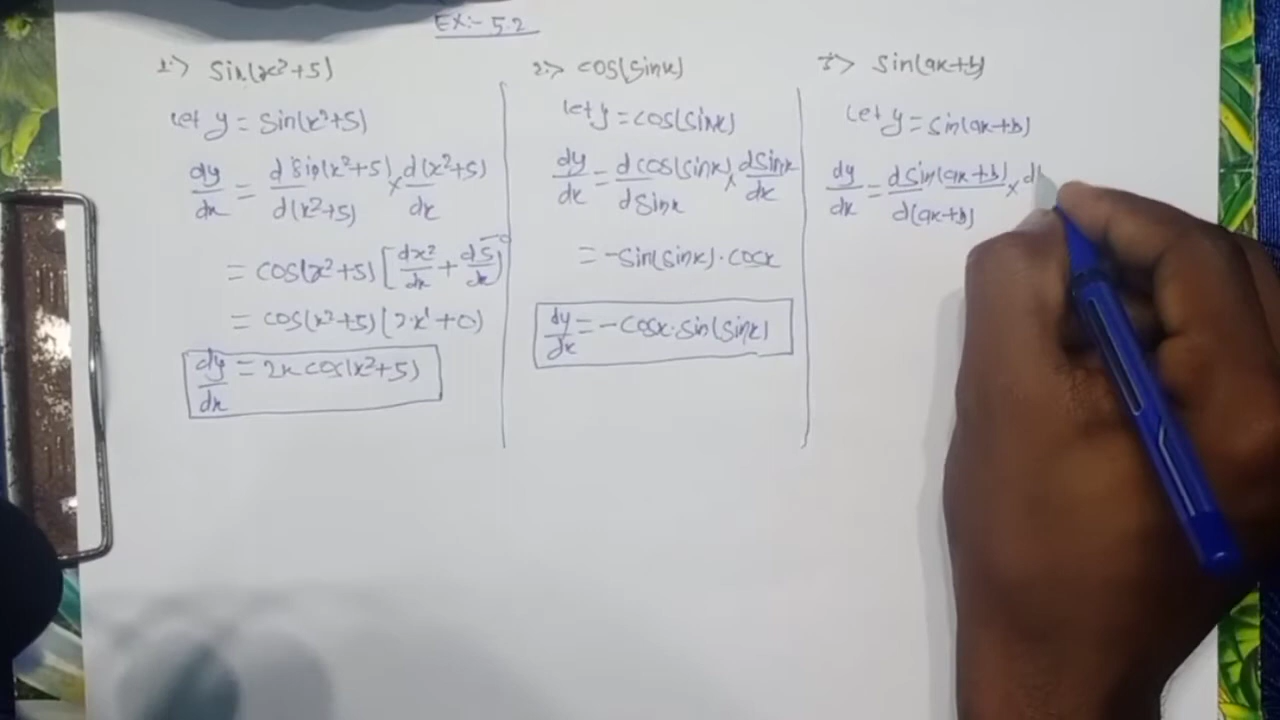 EX:- 5.2
1.> Sin(x²+5)
Let y = Sin(x²+5)
dy/dx = d Sin(x²+5)/d(x²+5) × d(x²+5)/dx
= cos(x²+5) [dx²/dx + d5/dx]→0
= cos(x²+5) (2·x¹+0)
dy/dx = 2x cos(x²+5)
2.> cos(sinx)
Let y = cos(sinx)
dy/dx = d cos(sinx)/d sinx × d sinx/dx
= -sin(sinx) · cosx
dy/dx = -cosx · sin(sinx)
3> Sin(ax+b)
Let y = Sin(ax+b)
dy/dx = d Sin(ax+b)/d(ax+b) × d